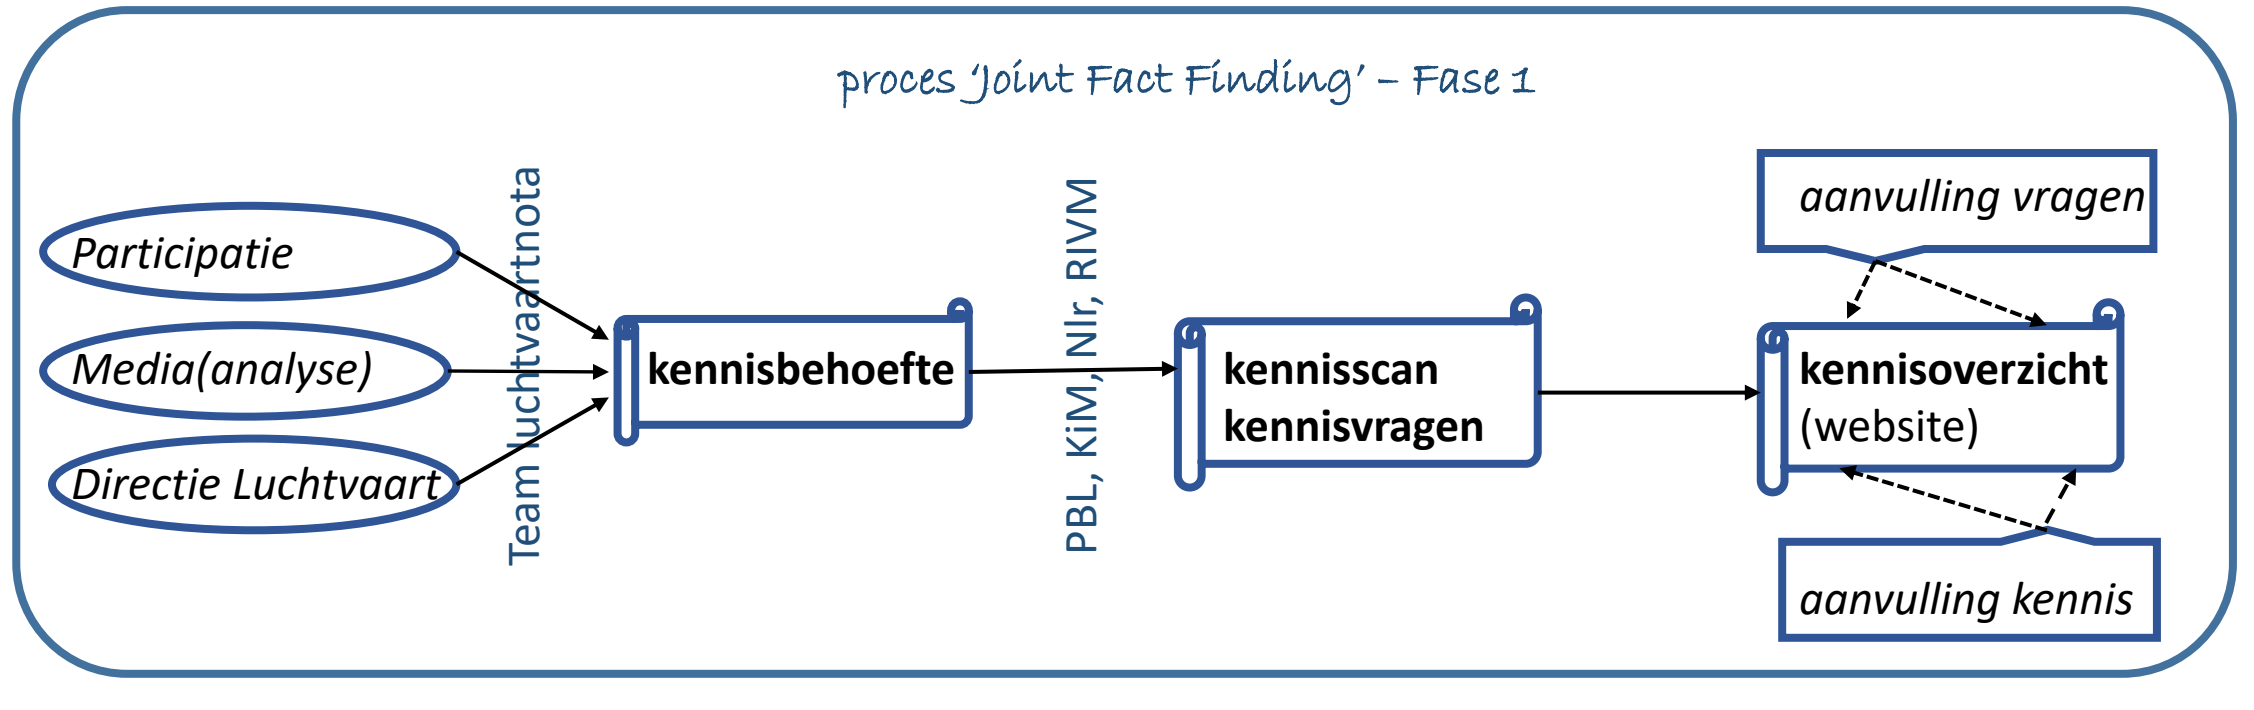 proces 'Joint Fact Finding' – Fase 1
Participatie
Media(analyse)
Directie Luchtvaart
Team luchtvaartnota
kennisbehoefte
PBL, KiM, Nlr, RIVM
kennisscan
kennisvragen
aanvulling vragen
kennisoverzicht
(website)
aanvulling kennis